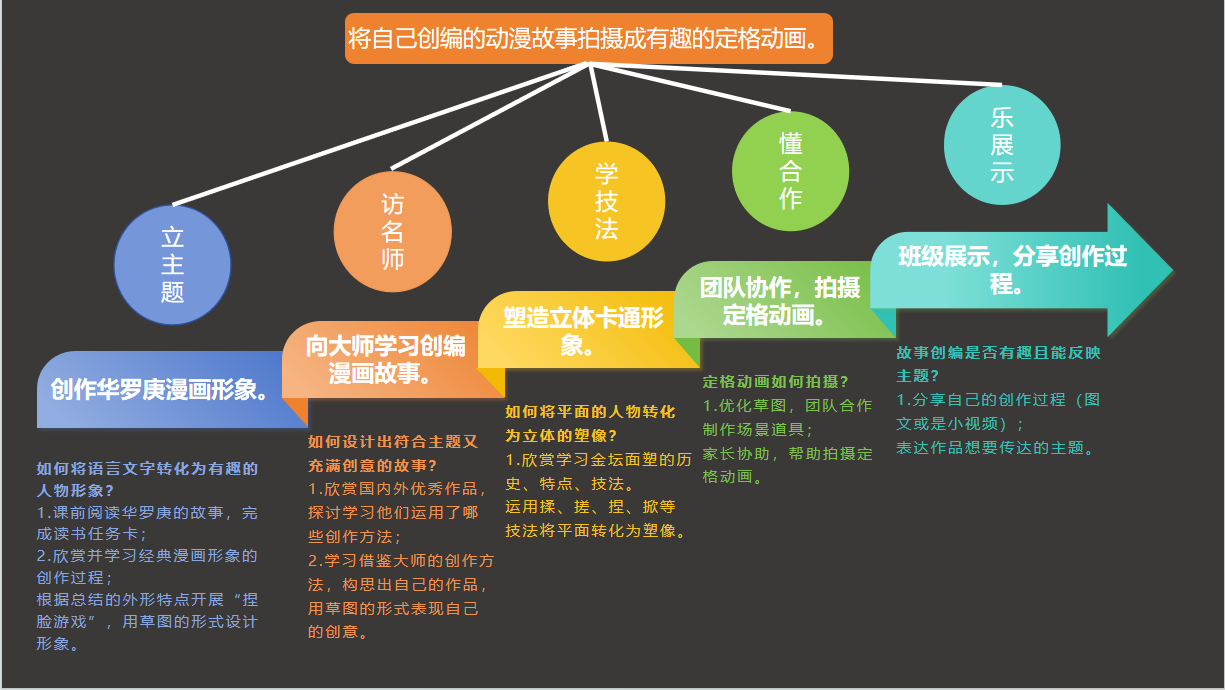 将自己创编的动漫故事拍摄成有趣的定格动画。
立
主
题
访
名
师
学
技
法
懂
合
作
乐
展
示
创作华罗庚漫画形象。
如何将语言文字转化为有趣的
人物形象？
1.课前阅读华罗庚的故事，完
成读书任务卡；
2.欣赏并学习经典漫画形象的
创作过程；
根据总结的外形特点开展“捏
脸游戏”，用草图的形式设计
形象。
向大师学习创编
漫画故事。
如何设计出符合主题又
充满创意的故事？
1.欣赏国内外优秀作品，
探讨学习他们运用了哪
些创作方法；
2.学习借鉴大师的创作方
法，构思出自己的作品，
用草图的形式表现自己
的创意。
塑造立体卡通形
象。
如何将平面的人物转化
为立体的塑像？
1.欣赏学习金坛面塑的历
史、特点、技法。
运用揉、搓、捏、掀等
技法将平面转化为塑像。
团队协作，拍摄
定格动画。
定格动画如何拍摄？
1.优化草图，团队合作
制作场景道具；
家长协助，帮助拍摄定
格动画。
班级展示，分享创作过
程。
故事创编是否有趣且能反映
主题？
1.分享自己的创作过程（图
文或是小视频）；
表达作品想要传达的主题。